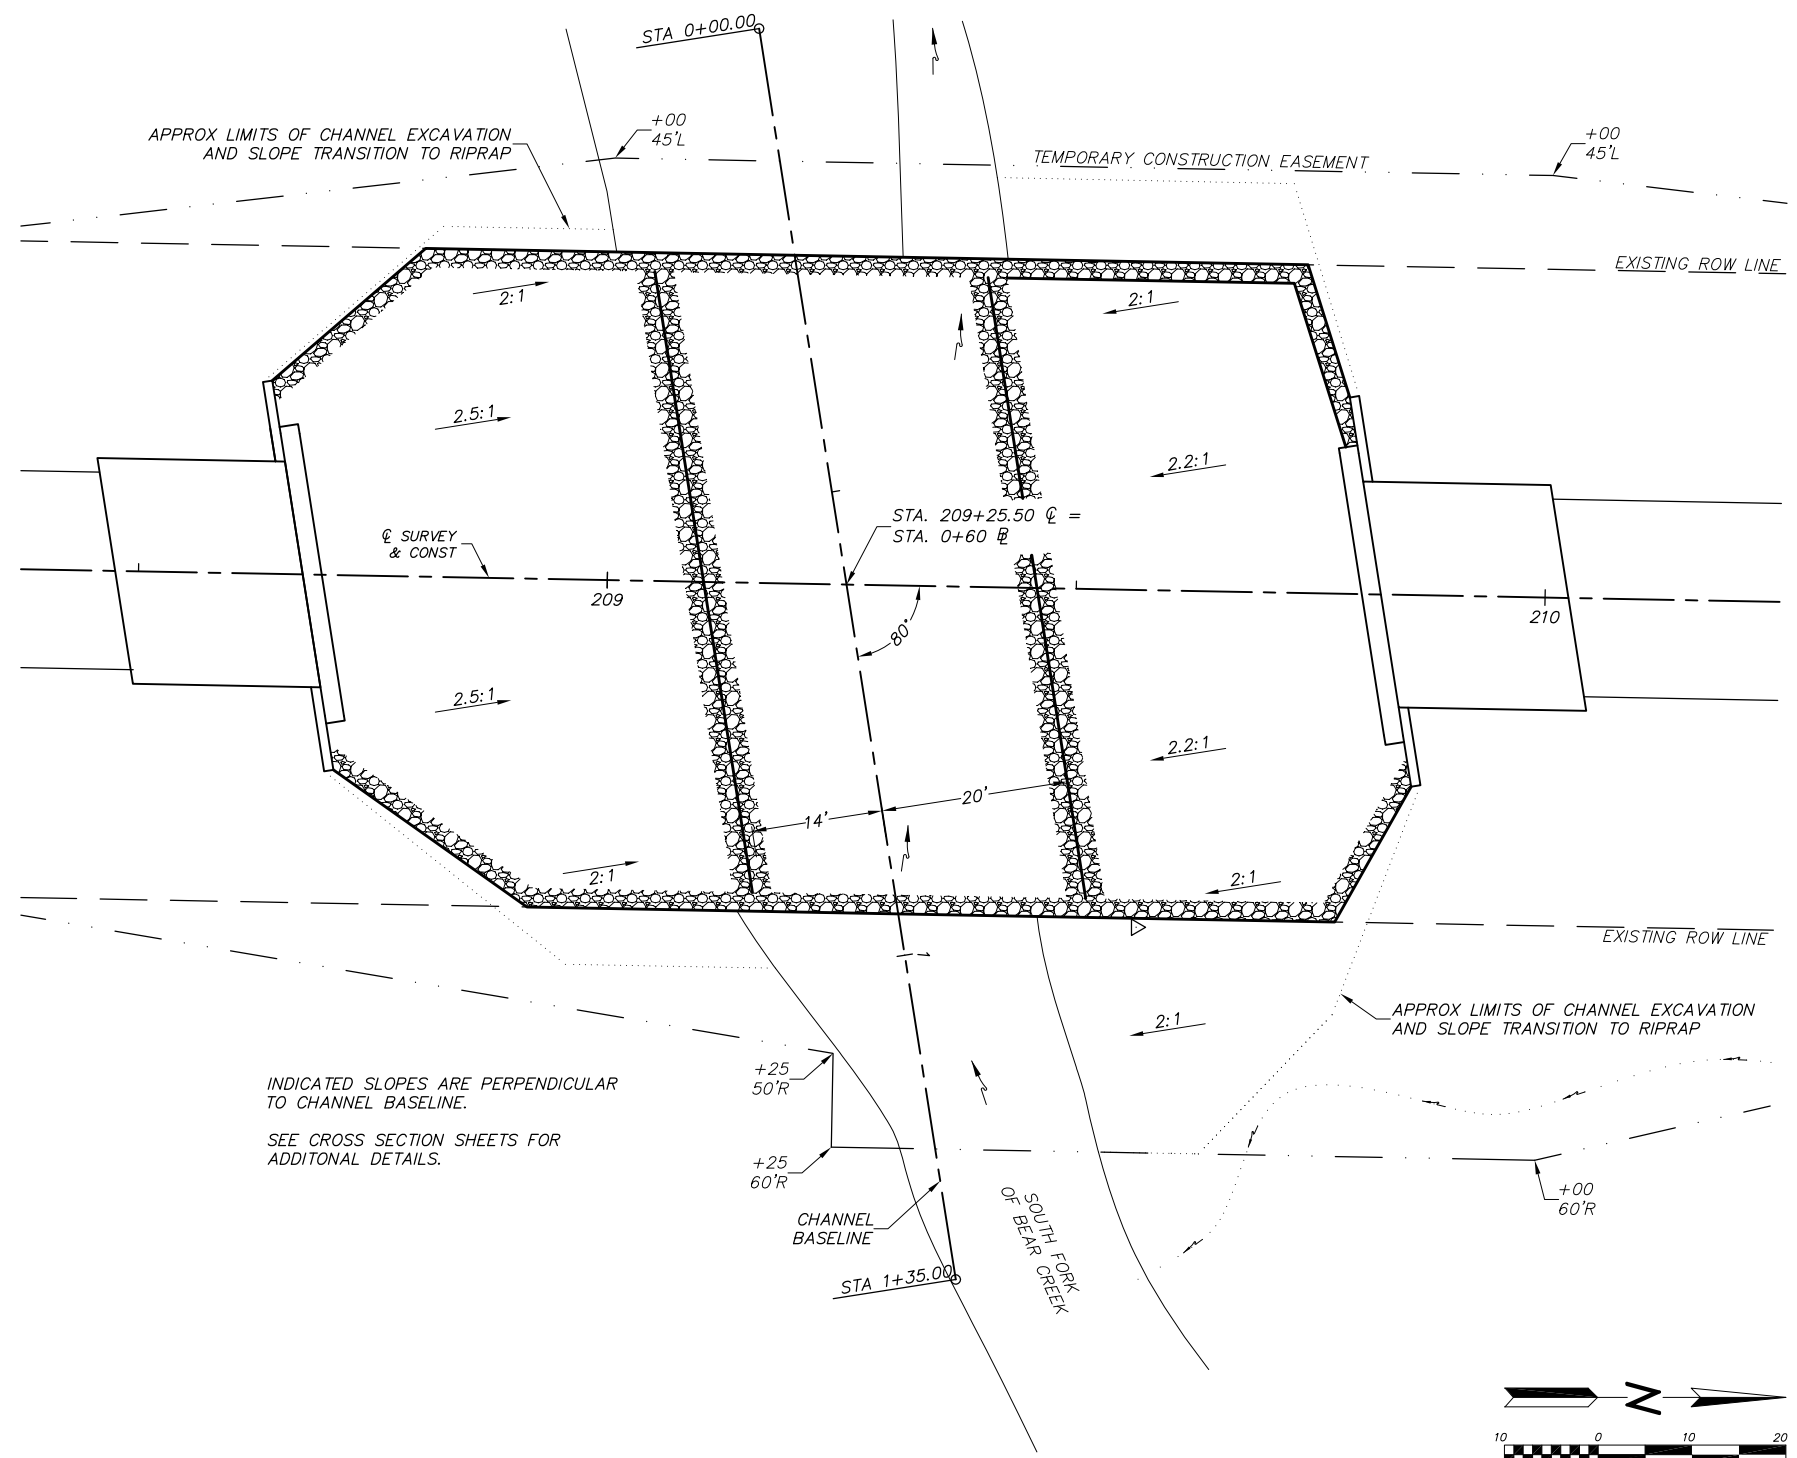 STA 0+00.00
+00
45'L
APPROX LIMITS OF CHANNEL EXCAVATION
AND SLOPE TRANSITION TO RIPRAP
+00
45'L
TEMPORARY CONSTRUCTION EASEMENT
EXISTING ROW LINE
2:1
2:1
2.5:1
2.2:1
STA. 209+25.50 ℄ =
STA. 0+60 B
℄ SURVEY
& CONST
209
210
80°
2.5:1
2.2:1
20'
14'
2:1
2:1
1
EXISTING ROW LINE
APPROX LIMITS OF CHANNEL EXCAVATION
AND SLOPE TRANSITION TO RIPRAP
2:1
+25
50'R
INDICATED SLOPES ARE PERPENDICULAR
TO CHANNEL BASELINE.
SEE CROSS SECTION SHEETS FOR
ADDITONAL DETAILS.
+25
60'R
+00
60'R
CHANNEL
BASELINE
SOUTH FORK
OF BEAR CREEK
STA 1+35.00
N
10 0 10 20